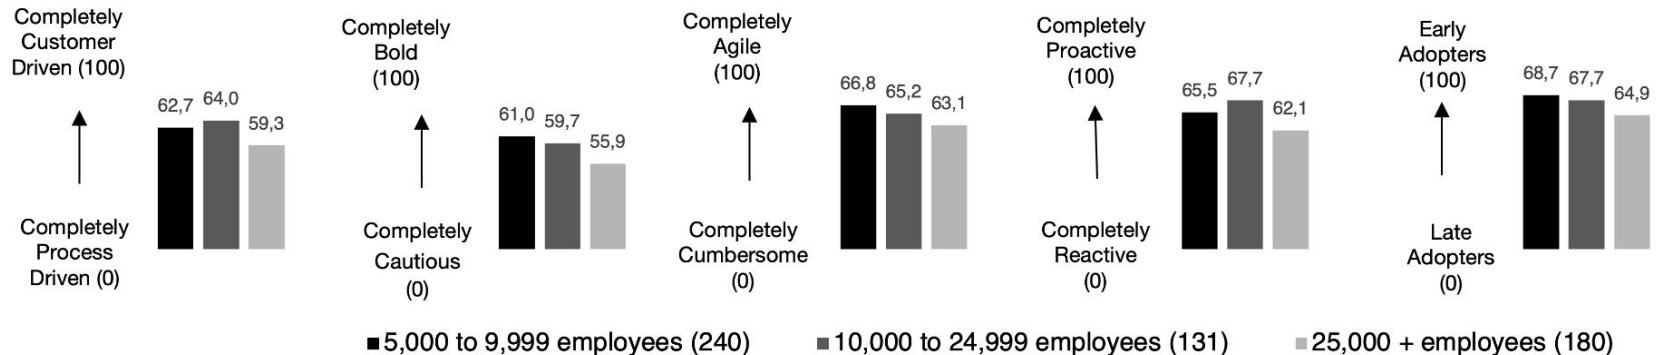 Completely
Customer
Driven (100)
62,7
64,0
59,3
Completely
Process
Driven (0)
Completely
Bold
(100)
61,0
59,7
55,9
Completely
Cautious
(0)
Completely
Agile
(100)
66,8
65,2
63,1
Completely
Cumbersome
(0)
Completely
Proactive
(100)
65,5
67,7
62,1
Completely
Reactive
(0)
Early
Adopters
(100)
68,7
67,7
64,9
Late
Adopters
(0)
5,000 to 9,999 employees (240)
10,000 to 24,999 employees (131)
25,000 + employees (180)